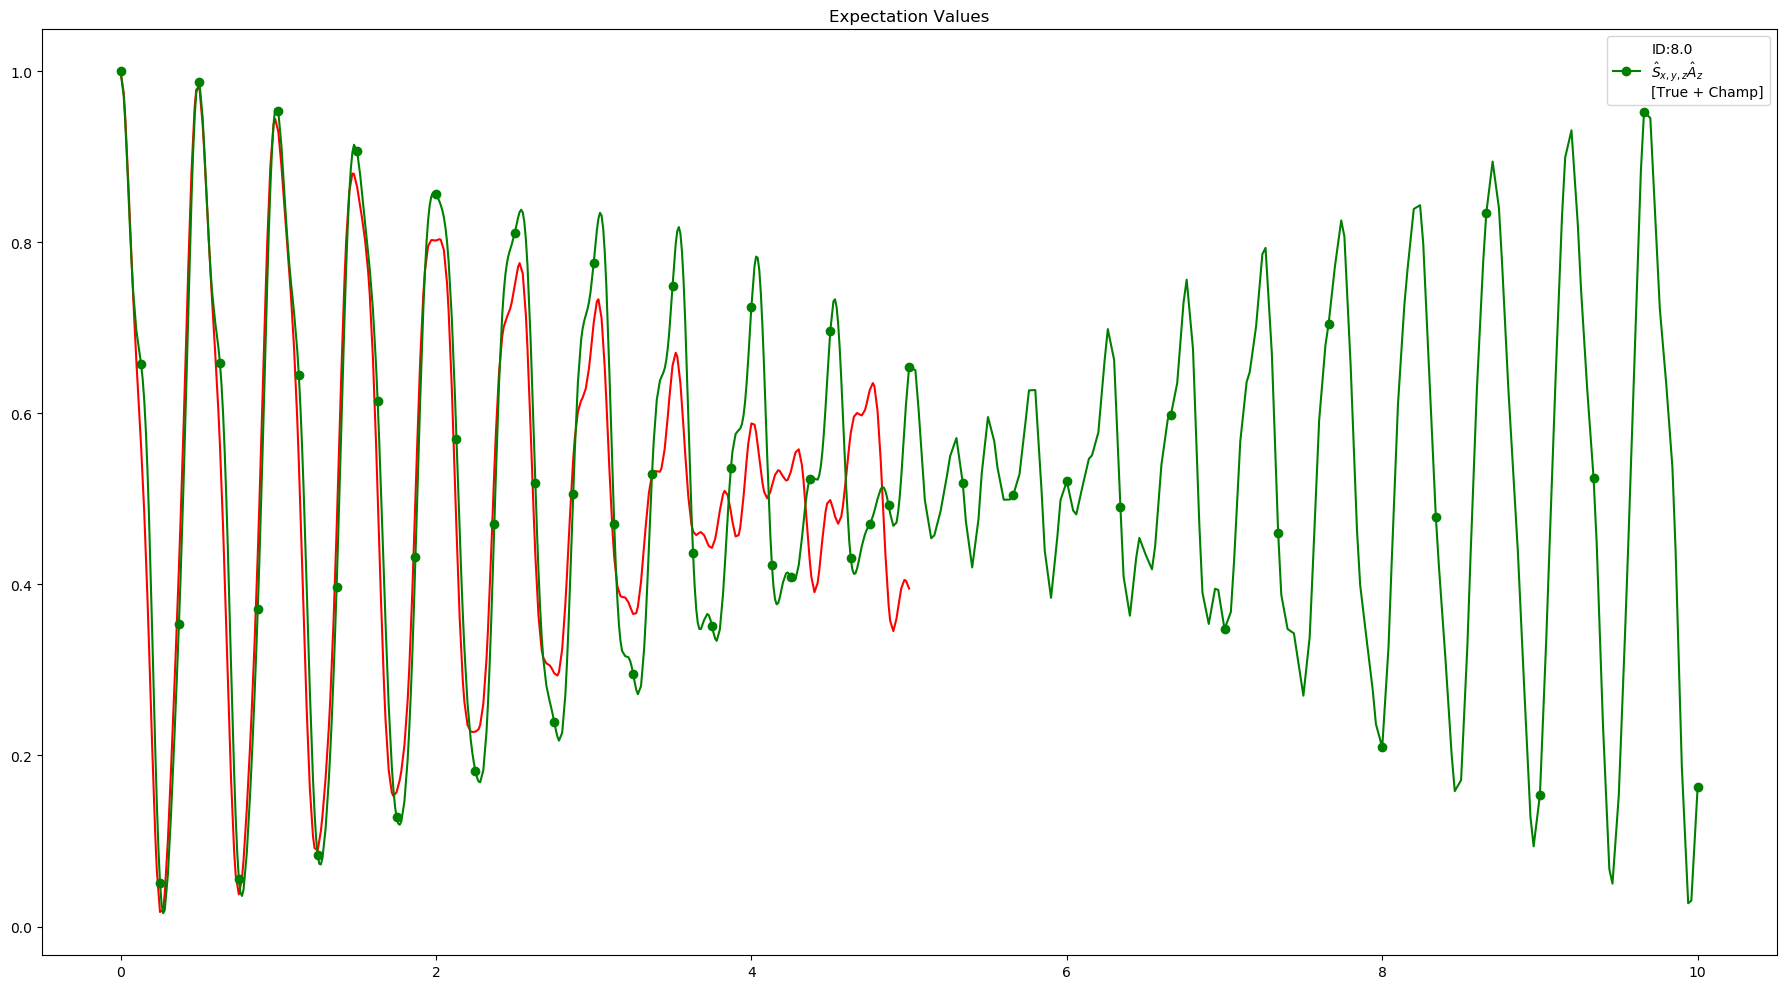 Expectation Values
ID:8.0
$\hat{S}_{x,y,z}\hat{A}_z$
[True + Champ]
1.0
0.8
0.6
0.4
0.2
0.0
0 2 4 6 8 10